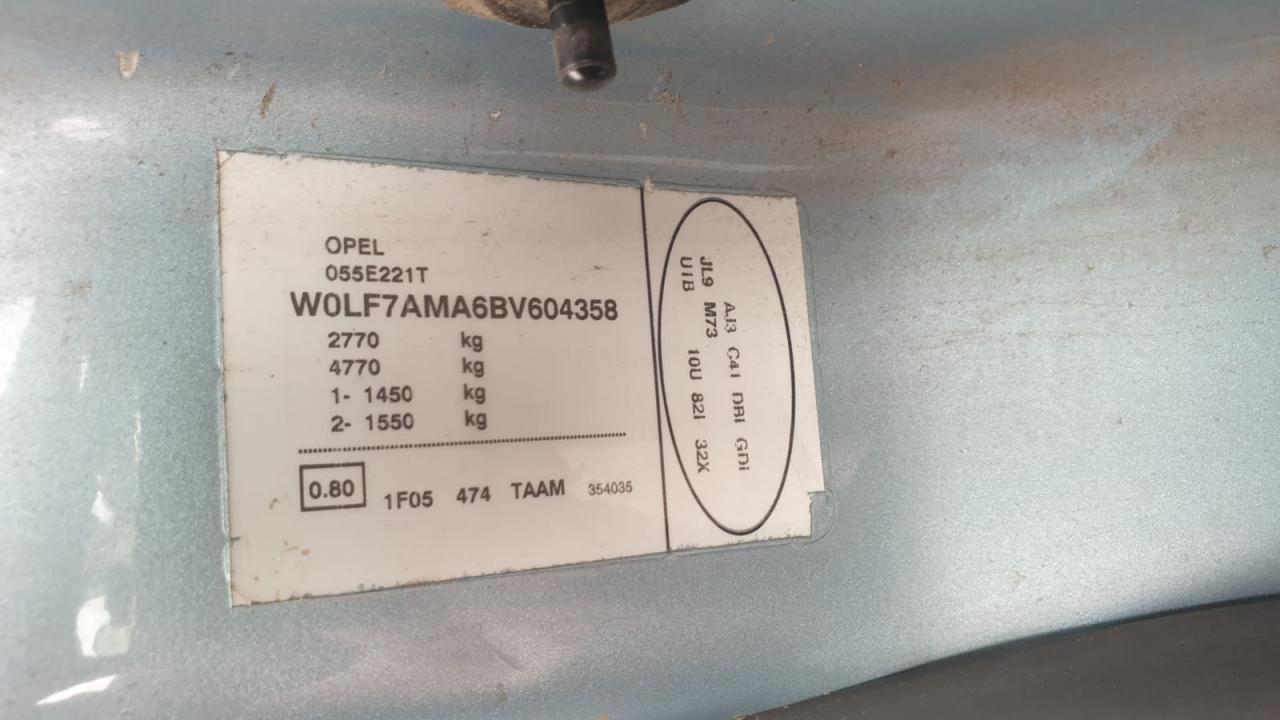 OPEL
055E221T
W0LF7AMA6BV604358
2770 kg
4770 kg
1- 1450 kg
2- 1550 kg
0.80 1F05 474 TAAM 354035
AJ3 C41 DBI GDI
JL9 M73
U1B 10U 82I 32X